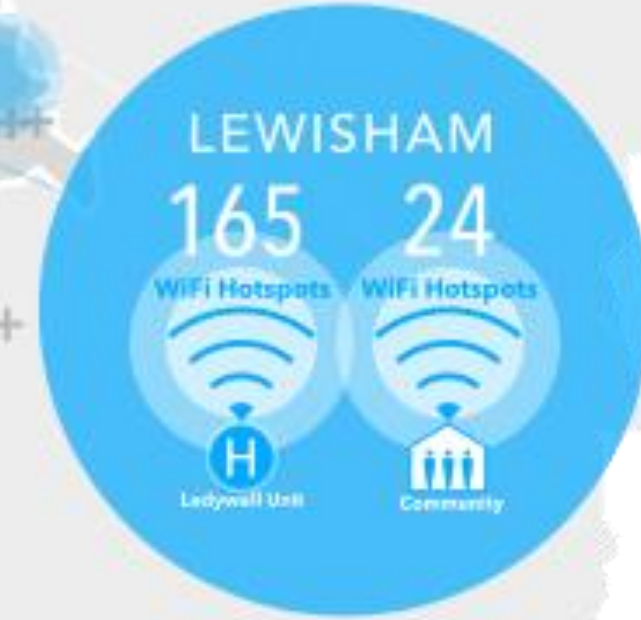 LEWISHAM
165 24
WiFi Hotspots WiFi Hotspots
H
Ladywell Unit Community